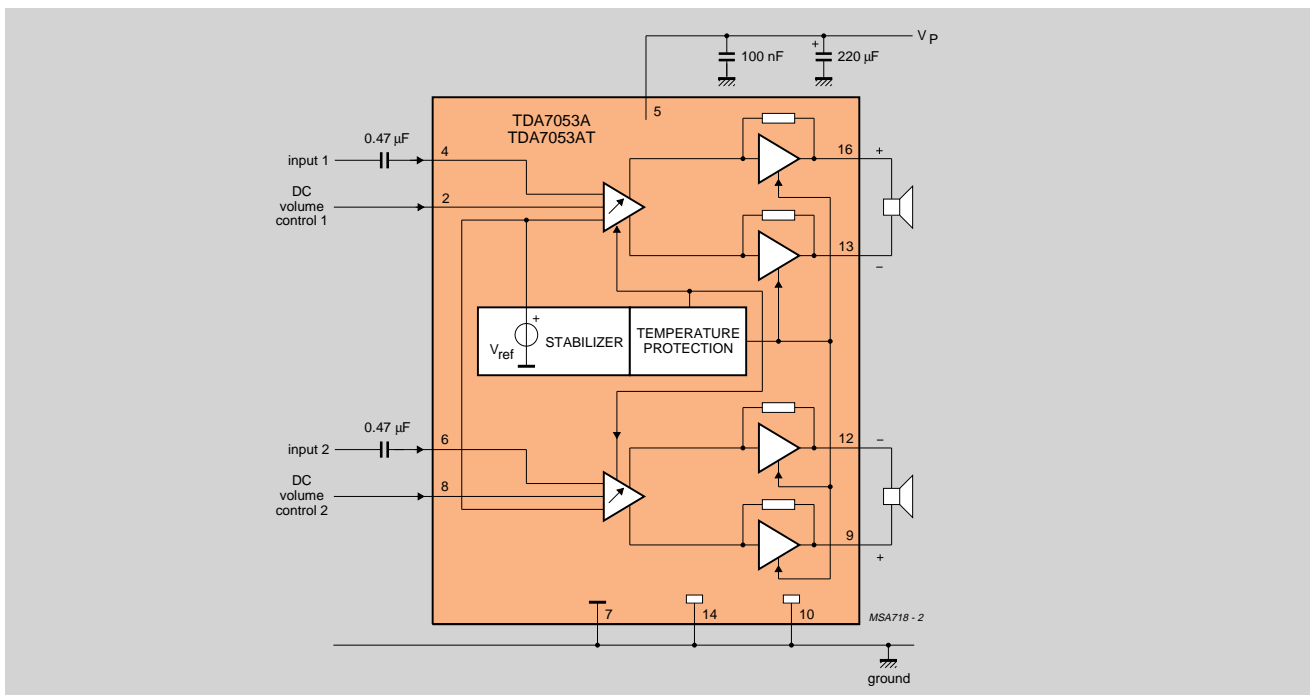 V P
100 nF
+
220 µF
5
TDA7053A
TDA7053AT
0.47 µF
input 1
4
16
+
DC
volume
control 1
2
13
−
+
Vref
STABILIZER
TEMPERATURE
PROTECTION
0.47 µF
input 2
6
12
−
DC
volume
control 2
8
9
+
7
14
10
MSA718 - 2
ground